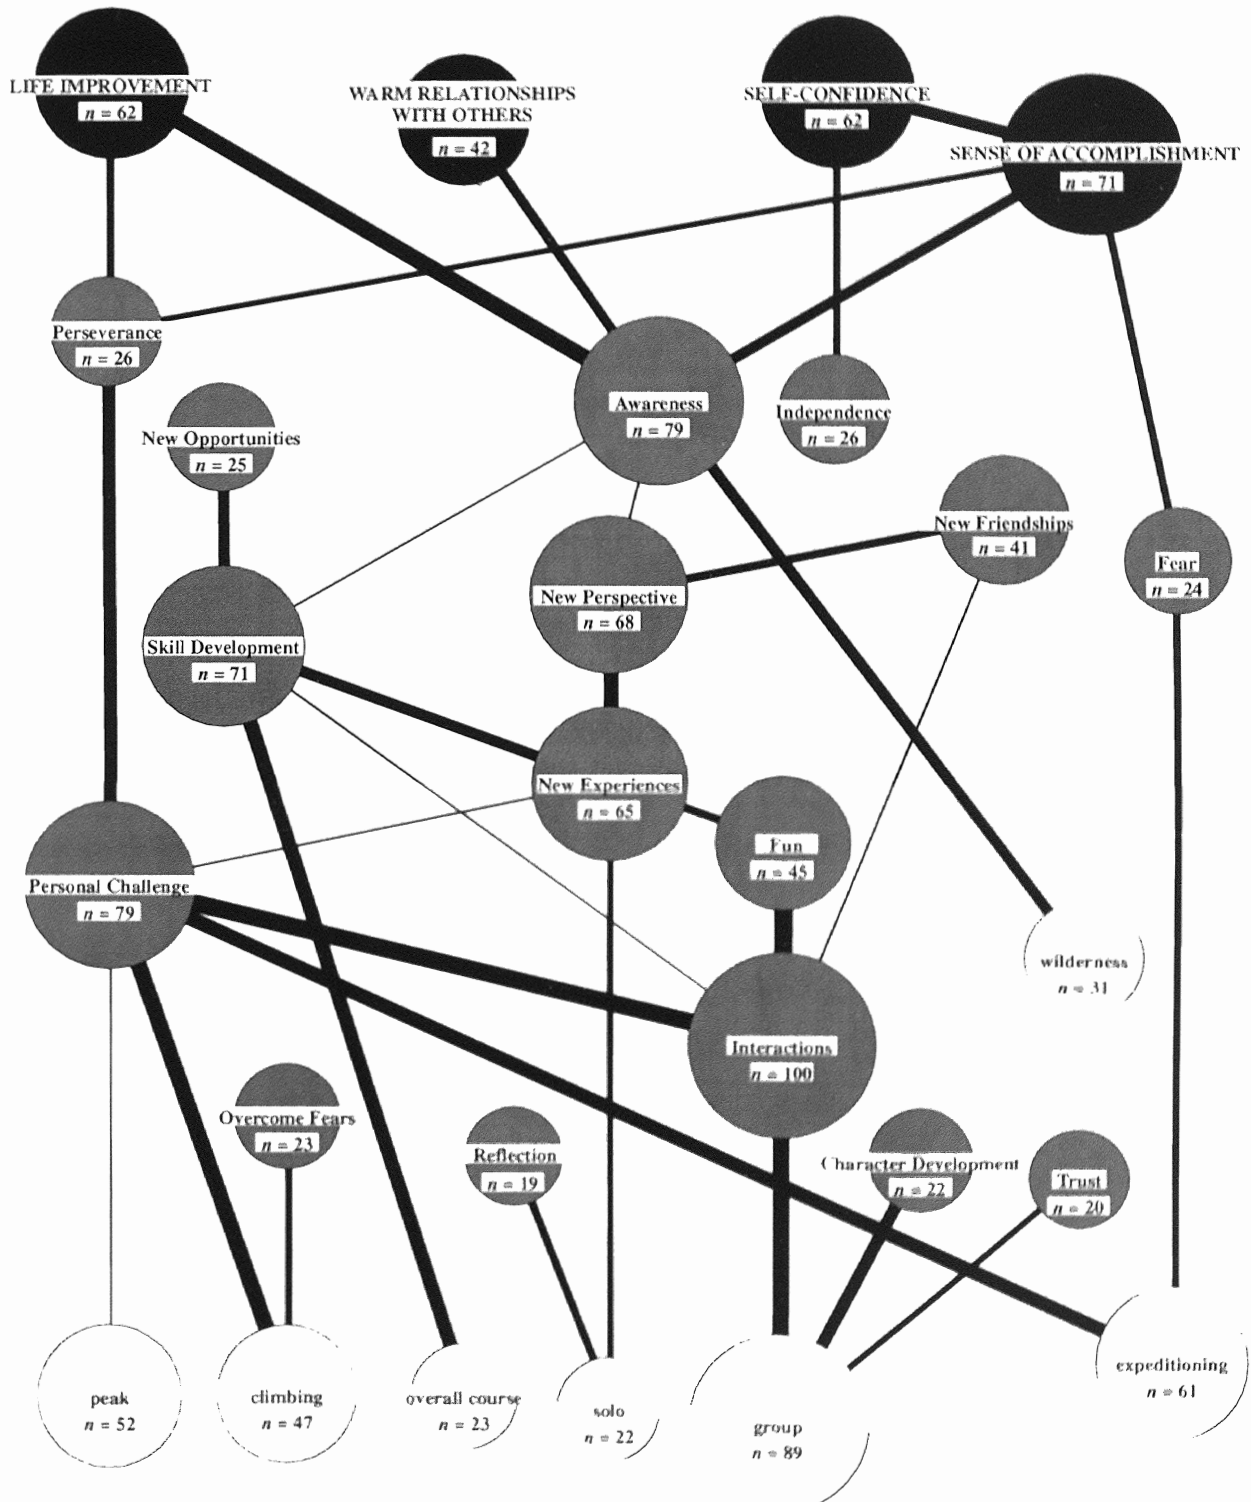 LIFE IMPROVEMENT
n = 62
WARM RELATIONSHIPS
WITH OTHERS
n = 42
SELF-CONFIDENCE
n = 62
SENSE OF ACCOMPLISHMENT
n = 71
Perseverance
n = 26
Awareness
n = 79
Independence
n = 26
New Opportunities
n = 25
New Friendships
n = 41
Fear
n = 24
New Perspective
n = 68
Skill Development
n = 71
New Experiences
n = 65
Fun
n = 45
Personal Challenge
n = 79
wilderness
n = 31
Interactions
n = 100
Overcome Fears
n = 23
Reflection
n = 19
Character Development
n = 22
Trust
n = 20
peak
n = 52
climbing
n = 47
overall course
n = 23
solo
n = 22
group
n = 89
expeditioning
n = 61